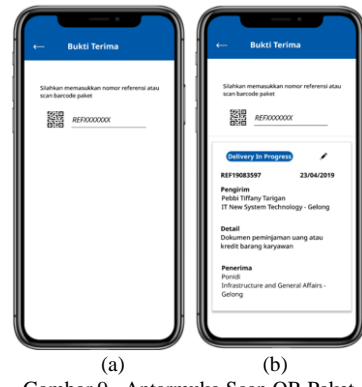 Bukti Terima
Silahkan memasukkan nomor referensi atau
scan barcode paket
REFXXXXXXX
Bukti Terima
Silahkan memasukkan nomor referensi atau
scan barcode paket
REFXXXXXXX
Delivery In Progress
REF19083597 23/04/2019
Pengirim
Pebbi Tiffany Tarigan
IT New System Technology - Gelong
Detail
Dokumen peminjaman uang atau
kredit barang karyawan
Penerima
Ponidi
Infrastructure and General Affairs -
Gelong
(a) (b)
Gambar 9. Antarmuka Scan QR Paket